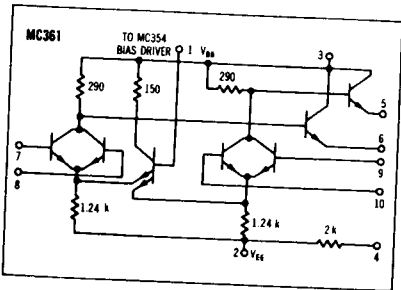 MC361
TO MC354
BIAS DRIVER
1 VBB
3
290
150
290
5
6
7
8
9
10
1.24 k
1.24 k
2 k
2 VEE
4